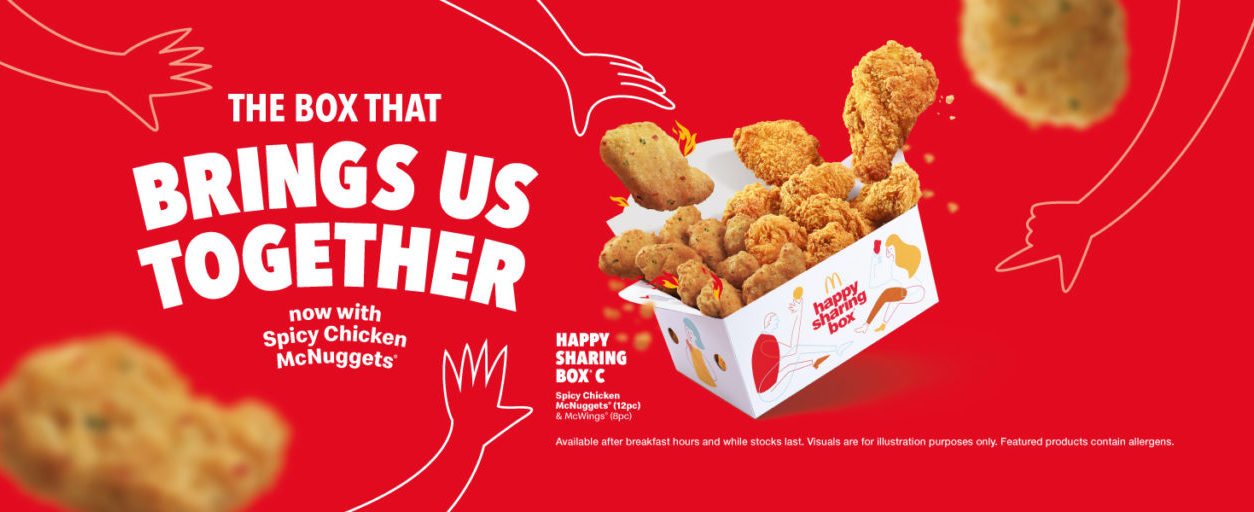 THE BOX THAT
BRINGS US
TOGETHER
now with
Spicy Chicken
McNuggets®
HAPPY
SHARING
BOX® C
Spicy Chicken
McNuggets® (12pc)
& McWings® (8pc)
happy
sharing
box
Available after breakfast hours and while stocks last. Visuals are for illustration purposes only. Featured products contain allergens.